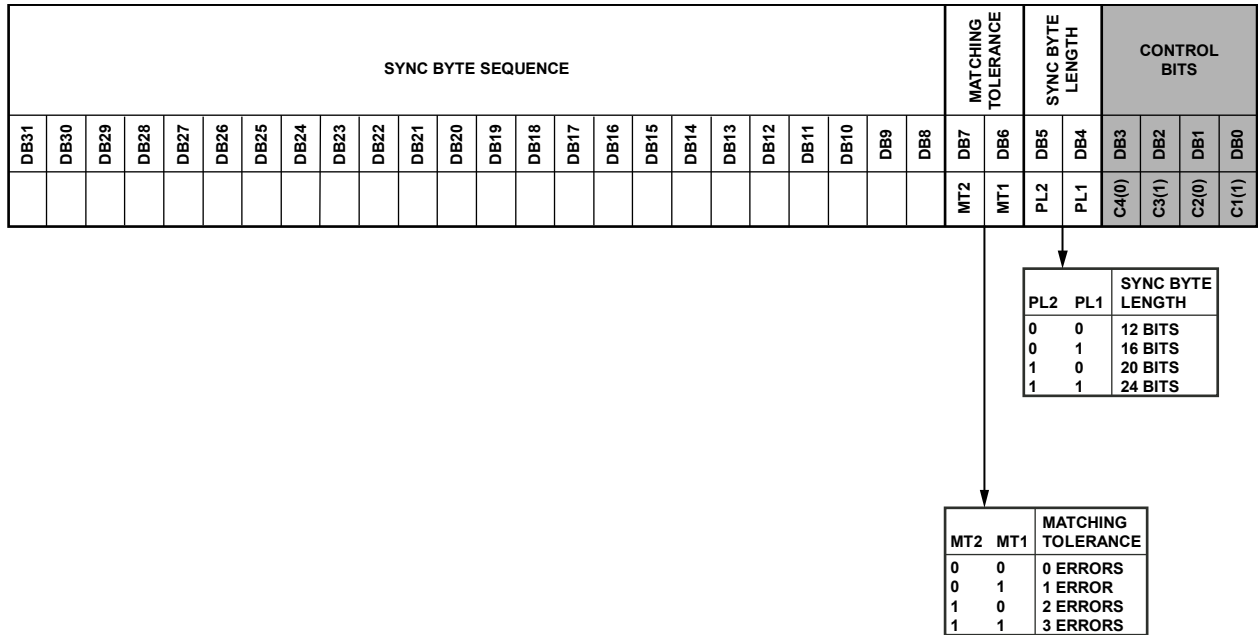 SYNC BYTE SEQUENCE
MATCHING
TOLERANCE
SYNC BYTE
LENGTH
CONTROL
BITS
DB31 DB30 DB29 DB28 DB27 DB26 DB25 DB24 DB23 DB22 DB21 DB20 DB19 DB18 DB17 DB16 DB15 DB14 DB13 DB12 DB11 DB10 DB9 DB8 DB7 DB6 DB5 DB4 DB3 DB2 DB1 DB0
MT2 MT1 PL2 PL1 C4(0) C3(1) C2(0) C1(1)
SYNC BYTE
PL2 PL1 LENGTH
0 0 12 BITS
0 1 16 BITS
1 0 20 BITS
1 1 24 BITS
MATCHING
MT2 MT1 TOLERANCE
0 0 0 ERRORS
0 1 1 ERROR
1 0 2 ERRORS
1 1 3 ERRORS